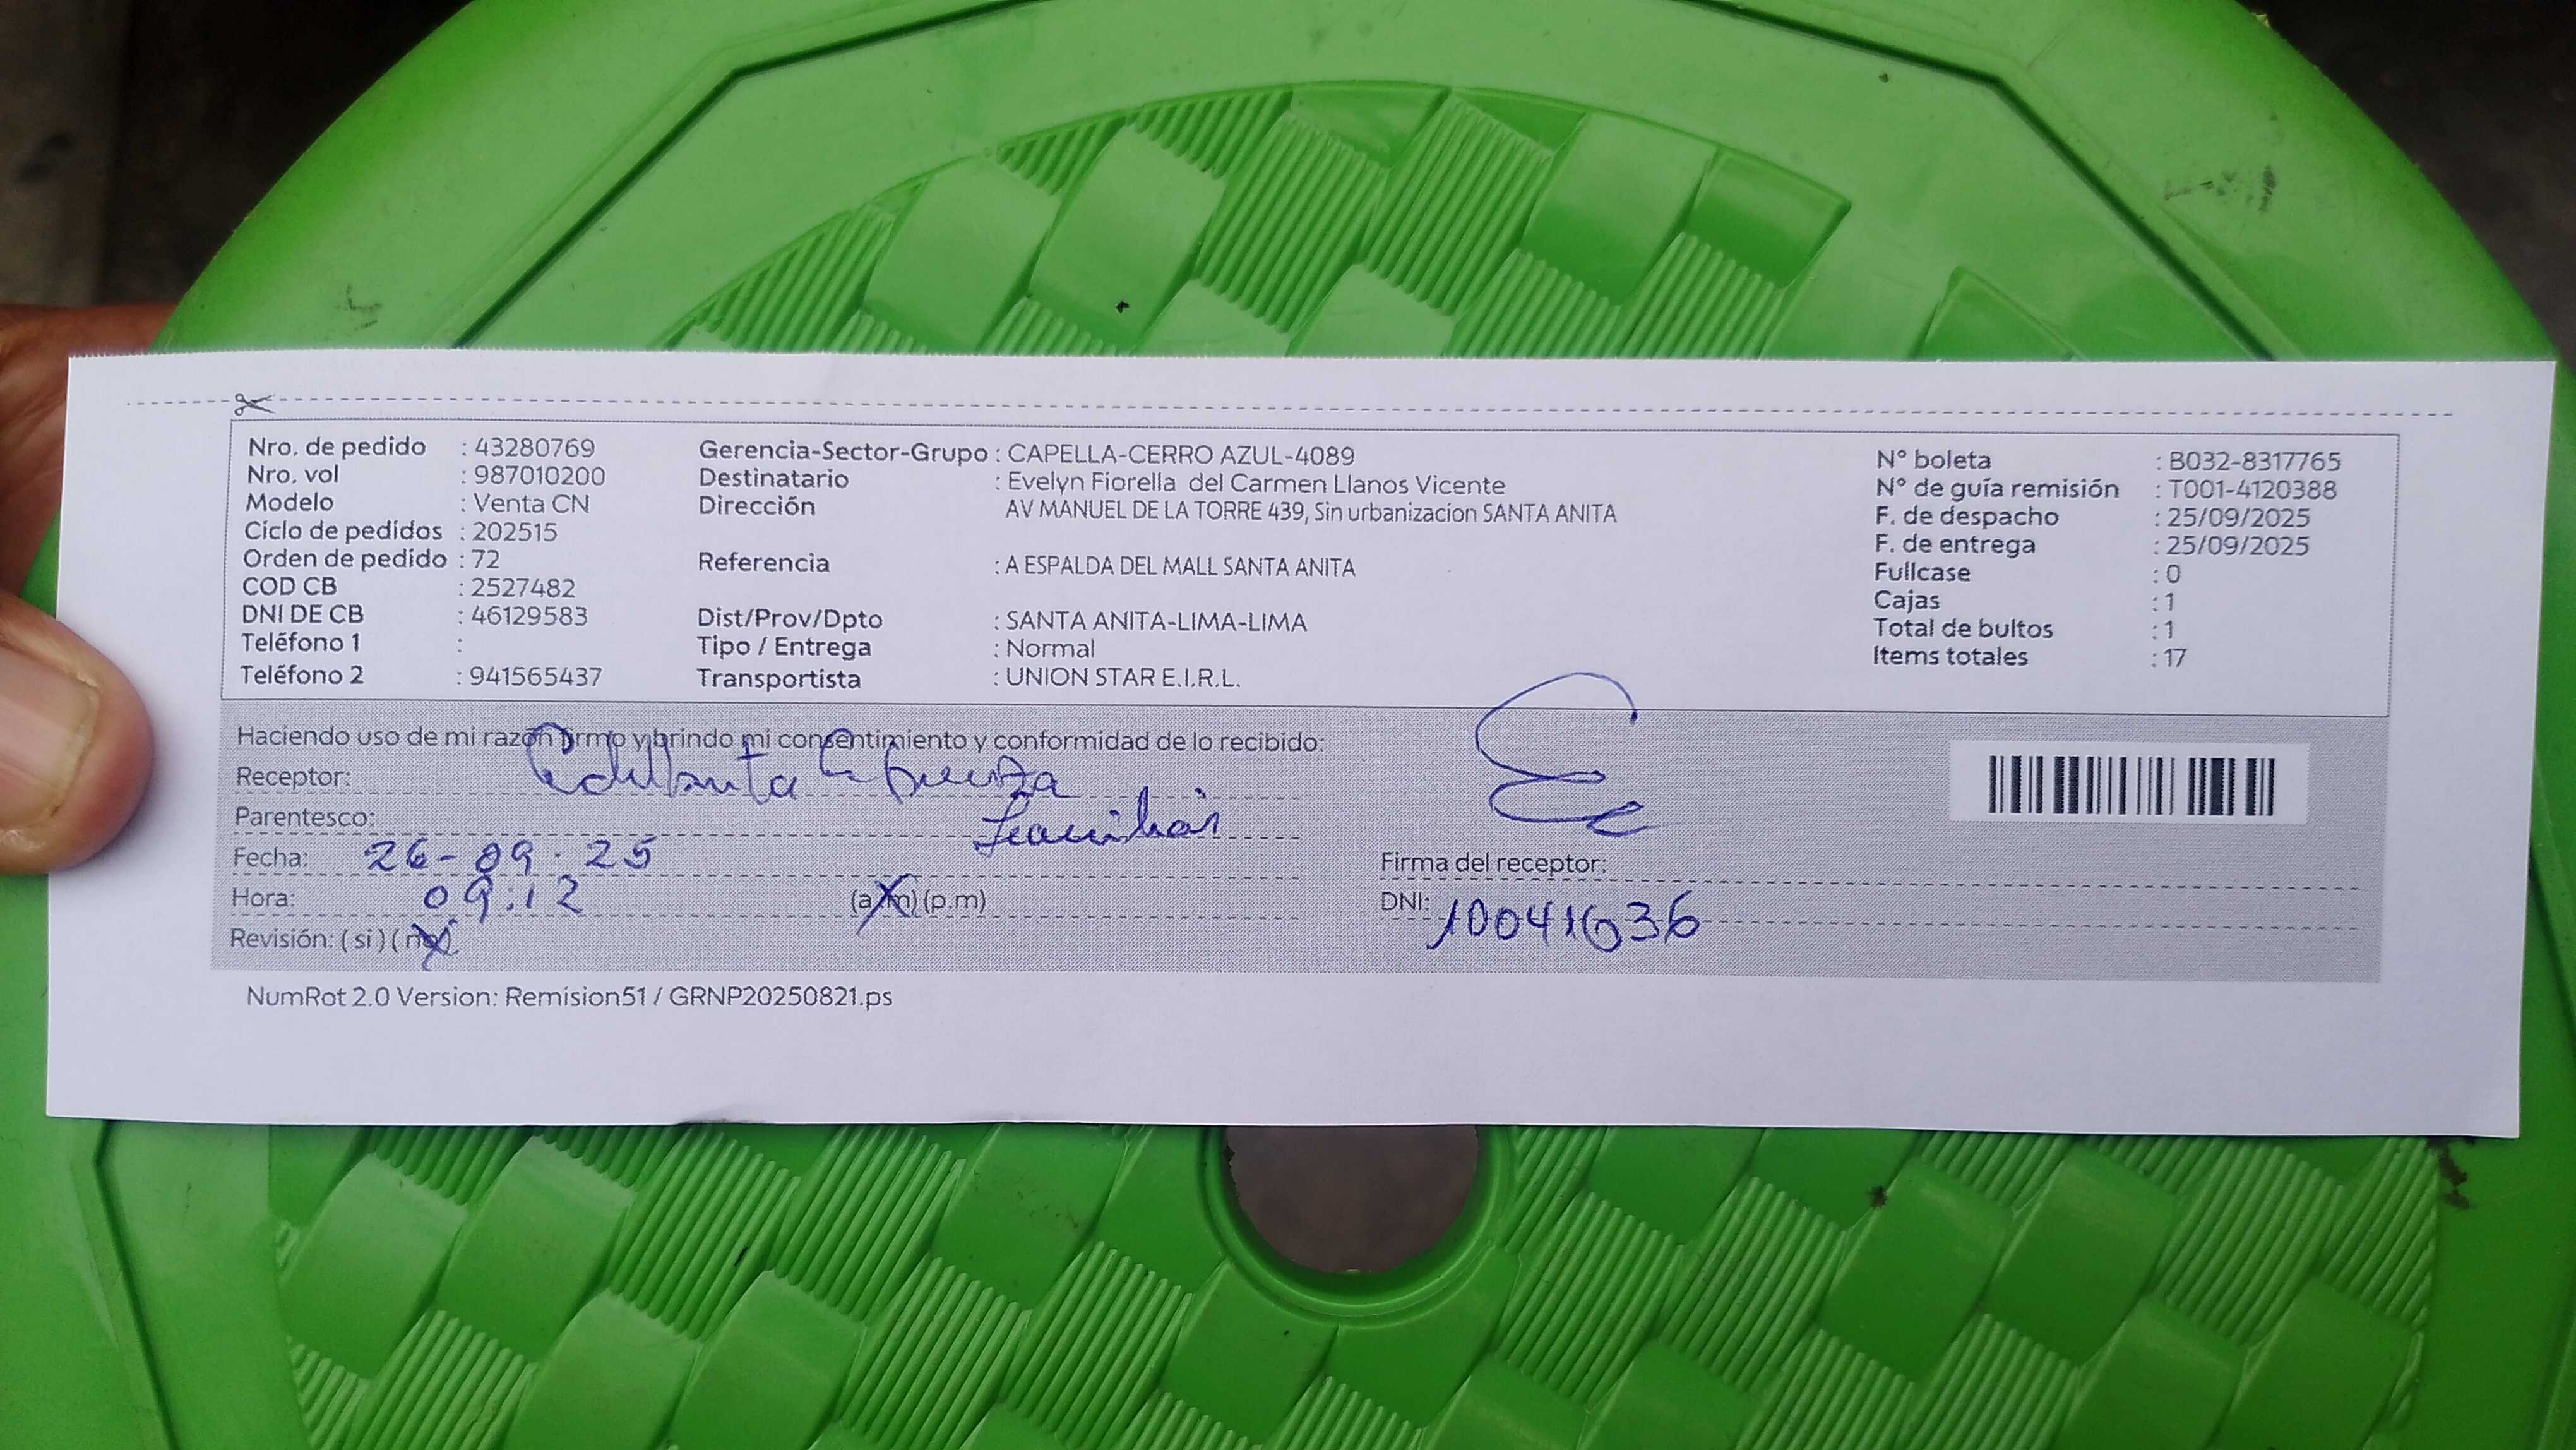 Nro. de pedido : 43280769
Nro. vol : 987010200
Modelo : Venta CN
Ciclo de pedidos : 202515
Orden de pedido : 72
COD CB : 2527482
DNI DE CB : 46129583
Teléfono 1 :
Teléfono 2 : 941565437
Gerencia-Sector-Grupo : CAPELLA-CERRO AZUL-4089
Destinatario : Evelyn Fiorella del Carmen Llanos Vicente
Dirección AV MANUEL DE LA TORRE 439, Sin urbanizacion SANTA ANITA
Referencia : A ESPALDA DEL MALL SANTA ANITA
Dist/Prov/Dpto : SANTA ANITA-LIMA-LIMA
Tipo / Entrega : Normal
Transportista : UNION STAR E.I.R.L.
N° boleta : B032-8317765
N° de guía remisión : T001-4120388
F. de despacho : 25/09/2025
F. de entrega : 25/09/2025
Fullcase : 0
Cajas : 1
Total de bultos : 1
Items totales : 17
Haciendo uso de mi razón firmo y brindo mi consentimiento y conformidad de lo recibido:
Receptor:
Parentesco: familiar
Fecha: 26-09-25
Hora: 09:12 (a.m) (p.m)
Revisión: ( si ) ( no )
Firma del receptor:
DNI: 10041636
NumRot 2.0 Version: Remision51 / GRNP20250821.ps